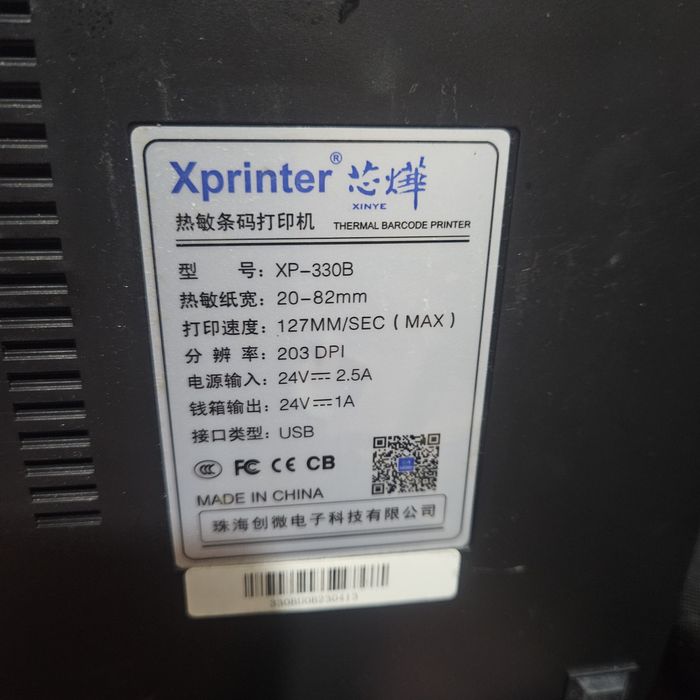 Xprinter® 芯烨
XINYE
热敏条码打印机 THERMAL BARCODE PRINTER
型 号: XP-330B
热敏纸宽: 20-82mm
打印速度: 127MM/SEC (MAX)
分 辨 率: 203 DPI
电源输入: 24V⎓2.5A
钱箱输出: 24V⎓1A
接口类型: USB
CCC FC CE CB
MADE IN CHINA
珠海创微电子科技有限公司
330B00B230413